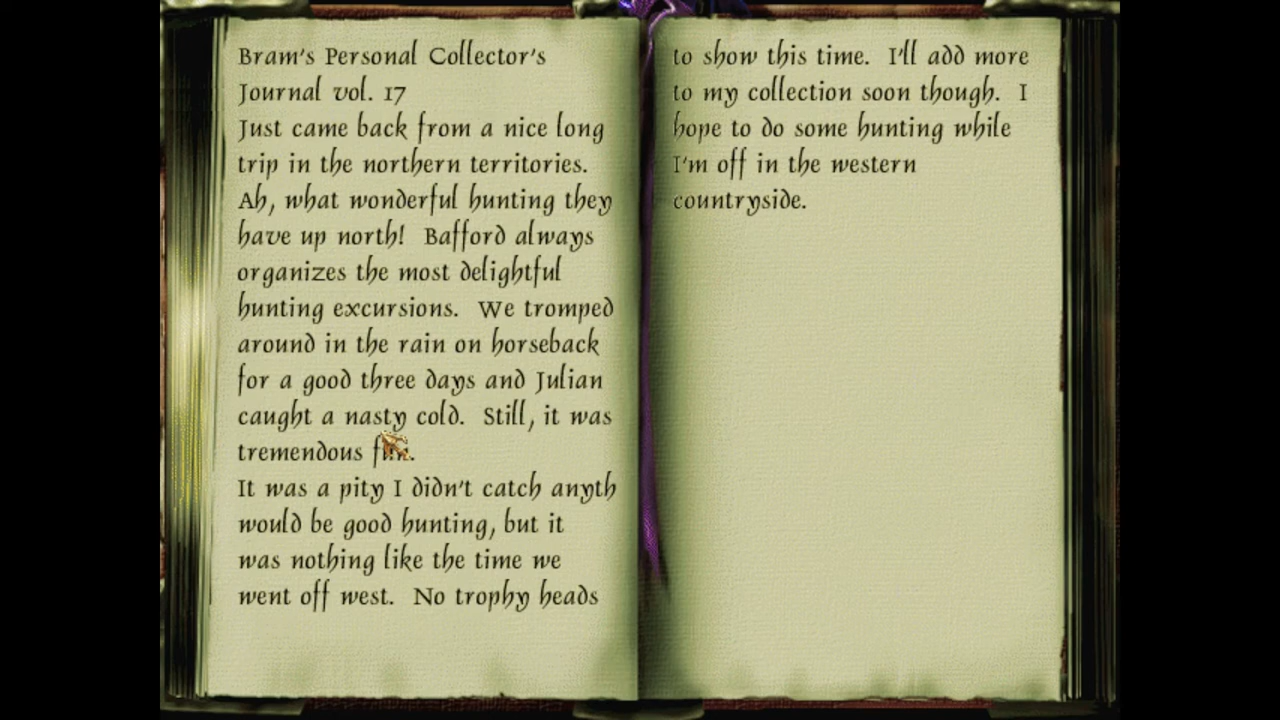 Bram's Personal Collector's
Journal vol. 17
Just came back from a nice long
trip in the northern territories.
Ah, what wonderful hunting they
have up north!  Bafford always
organizes the most delightful
hunting excursions.  We tromped
around in the rain on horseback
for a good three days and Julian
caught a nasty cold.  Still, it was
tremendous fun.
It was a pity I didn't catch anyth
would be good hunting, but it
was nothing like the time we
went off west.  No trophy heads
to show this time.  I'll add more
to my collection soon though.  I
hope to do some hunting while
I'm off in the western
countryside.